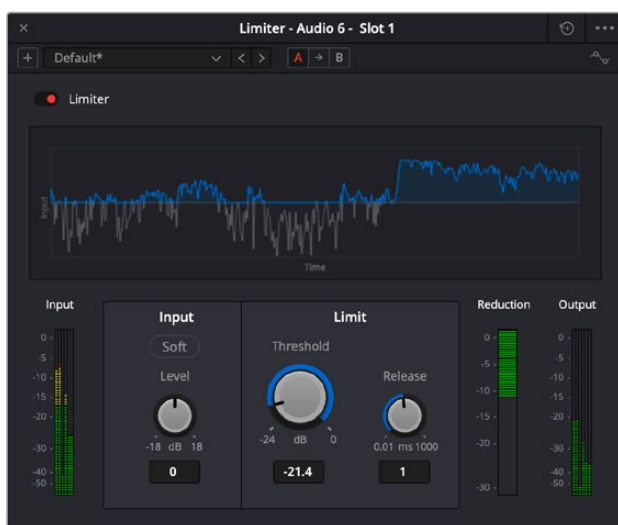 Limiter - Audio 6 - Slot 1
Default*
A B
Limiter
Input
Time
Input
0
-5
-10
-15
-20
-30
-40
-50
Input
Soft
Level
-18 dB 18
0
Limit
Threshold
-24 dB 0
-21.4
Release
0.01 ms 1000
1
Reduction
0
-5
-10
-15
-20
-30
Output
0
-5
-10
-15
-20
-30
-40
-50